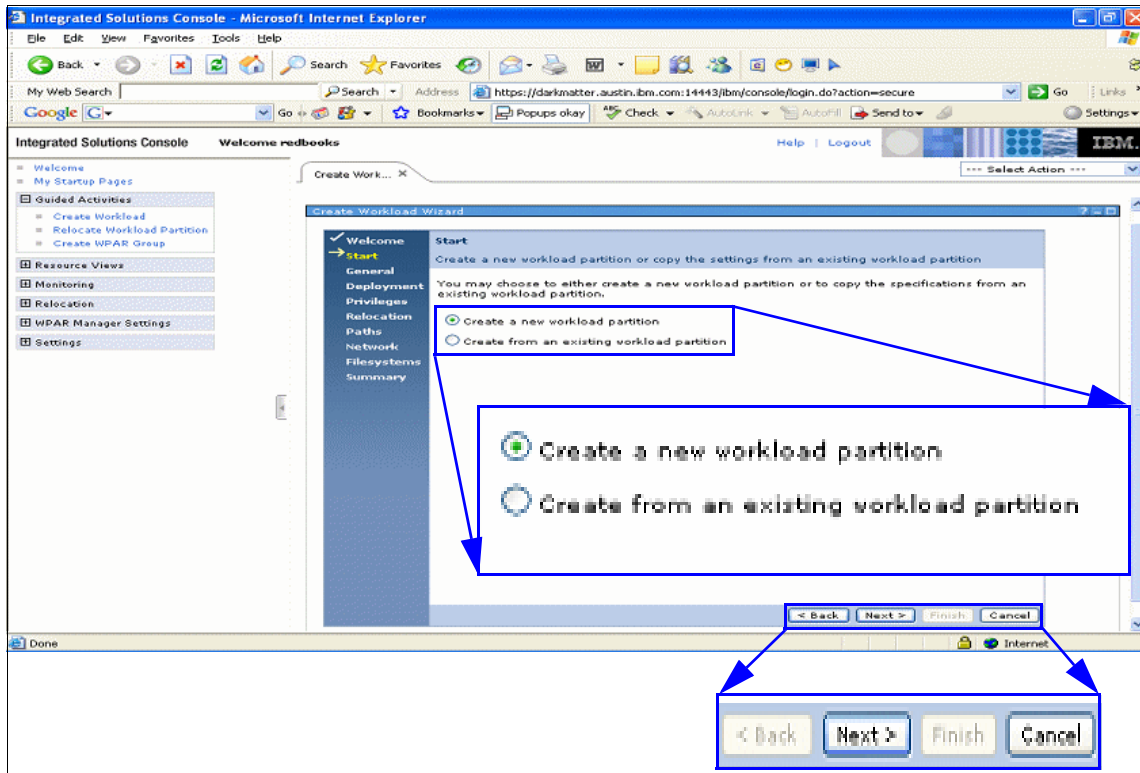 Integrated Solutions Console - Microsoft Internet Explorer
File Edit View Favorites Tools Help
Back Search Favorites
My Web Search Search Address https://darkmatter.austin.ibm.com:14443/ibm/console/login.do?action=secure Go Links »
Google G Go Bookmarks Popups okay Check AutoLink AutoFill Send to Settings
Integrated Solutions Console Welcome redbooks Help | Logout IBM.
Welcome
My Startup Pages
Guided Activities
Create Workload
Relocate Workload Partition
Create WPAR Group
Resource Views
Monitoring
Relocation
WPAR Manager Settings
Settings
Create Work... X
--- Select Action ---
Create Workload Wizard
Welcome
Start
General
Deployment
Privileges
Relocation
Paths
Network
Filesystems
Summary
Start
Create a new workload partition or copy the settings from an existing workload partition
You may choose to either create a new workload partition or to copy the specifications from an
existing workload partition.
Create a new workload partition
Create from an existing workload partition
Create a new workload partition
Create from an existing workload partition
< Back Next > Finish Cancel
Done Internet
< Back Next > Finish Cancel